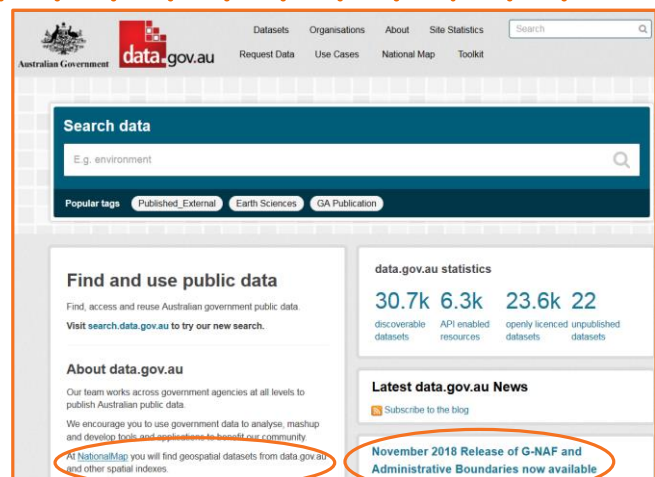 Datasets Organisations About Site Statistics
Search
Australian Government
data.gov.au
Request Data Use Cases National Map Toolkit
Search data
E.g. environment
Popular tags Published_External Earth Sciences GA Publication
Find and use public data
Find, access and reuse Australian government public data.
Visit search.data.gov.au to try our new search.
About data.gov.au
Our team works across government agencies at all levels to
publish Australian public data.
We encourage you to use government data to analyse, mashup
and develop tools and applications to benefit our community
At NationalMap you will find geospatial datasets from data.gov.au
and other spatial indexes.
data.gov.au statistics
30.7k 6.3k 23.6k 22
discoverable API enabled openly licenced unpublished
datasets resources datasets datasets
Latest data.gov.au News
Subscribe to the blog
November 2018 Release of G-NAF and
Administrative Boundaries now available